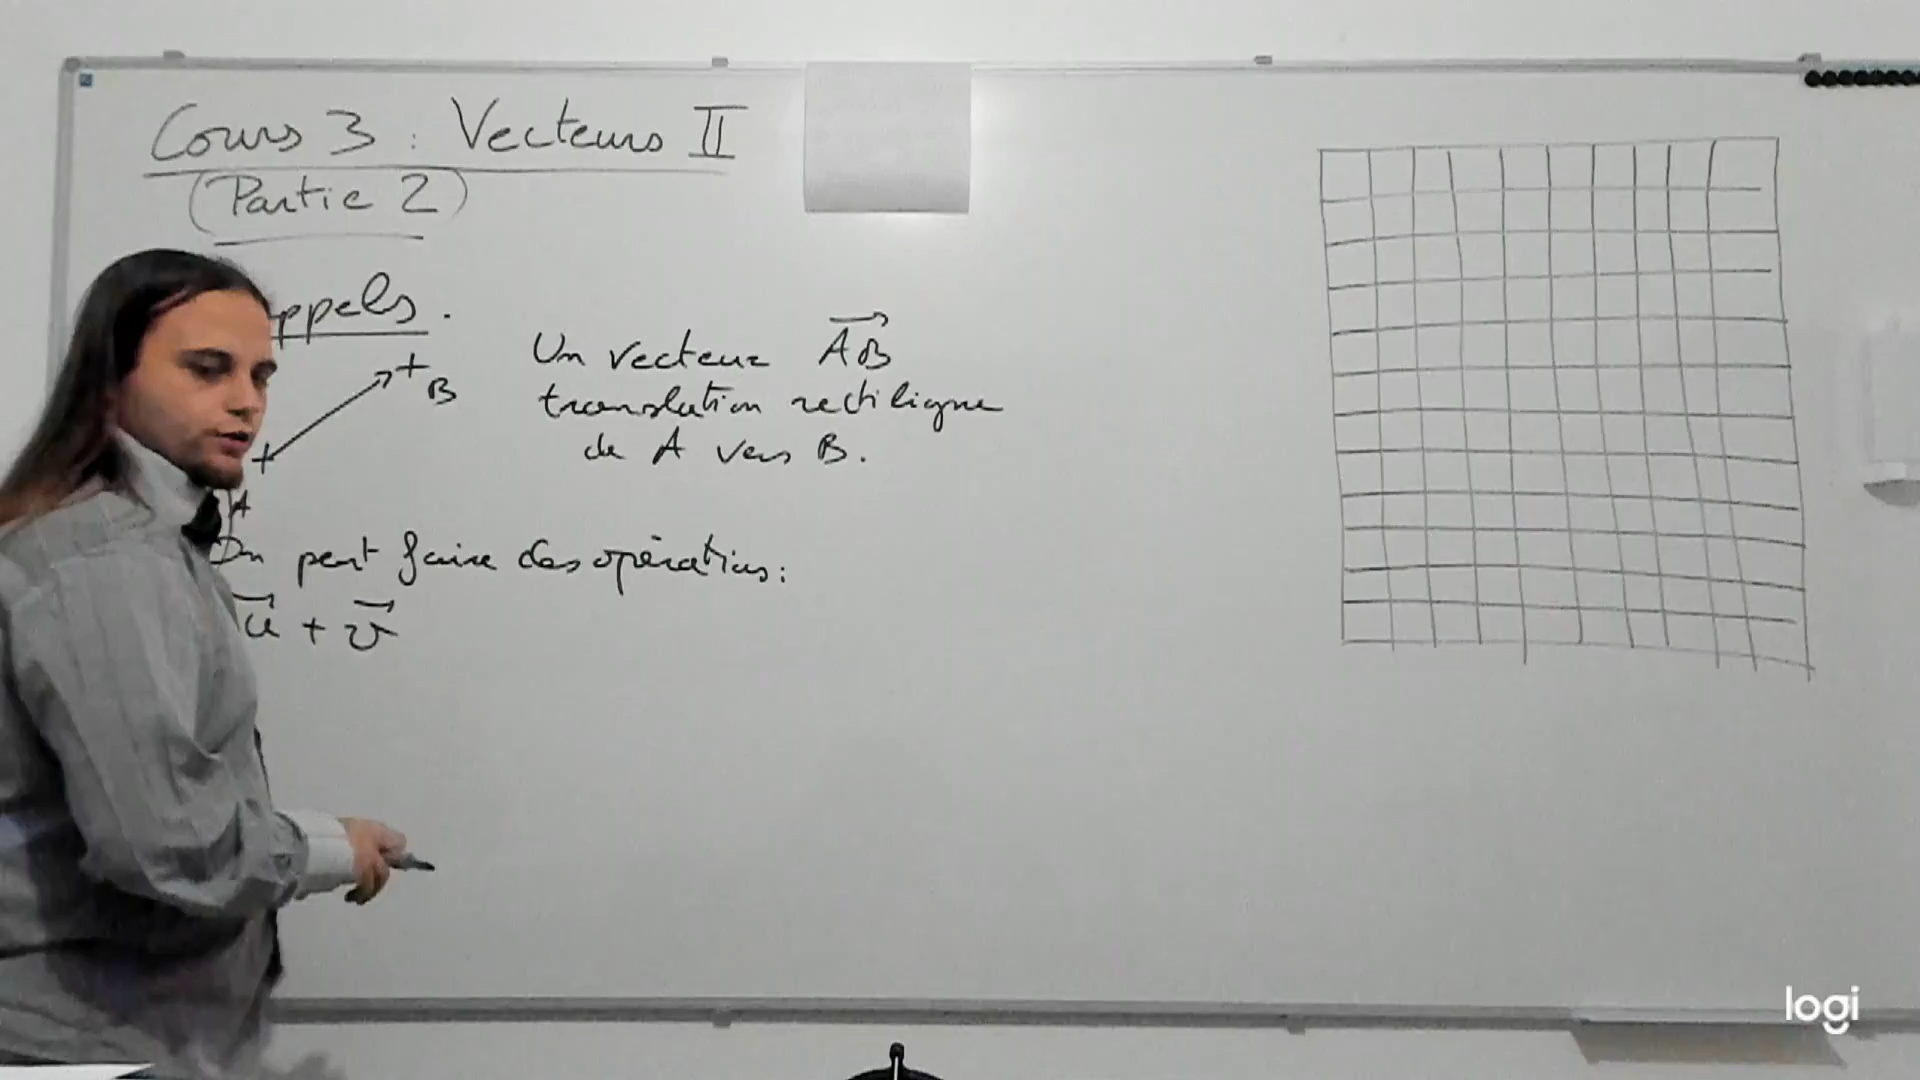 Cours 3 : Vecteurs II
(Partie 2)
ppels.
B
Un vecteur AB
translation rectiligne
de A vers B.
A
On peut faire des opérations :
u + v
logi